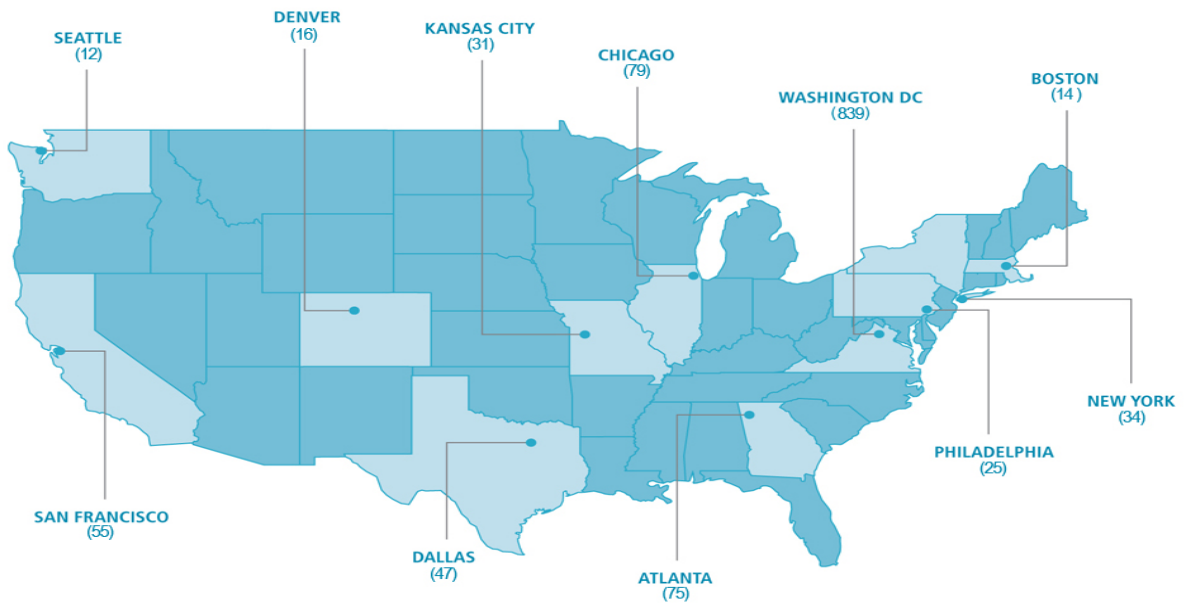 DENVER
(16)
KANSAS CITY
(31)
SEATTLE
(12)
CHICAGO
(79)
BOSTON
(14 )
WASHINGTON DC
(839)
NEW YORK
(34)
PHILADELPHIA
(25)
SAN FRANCISCO
(55)
DALLAS
(47)
ATLANTA
(75)